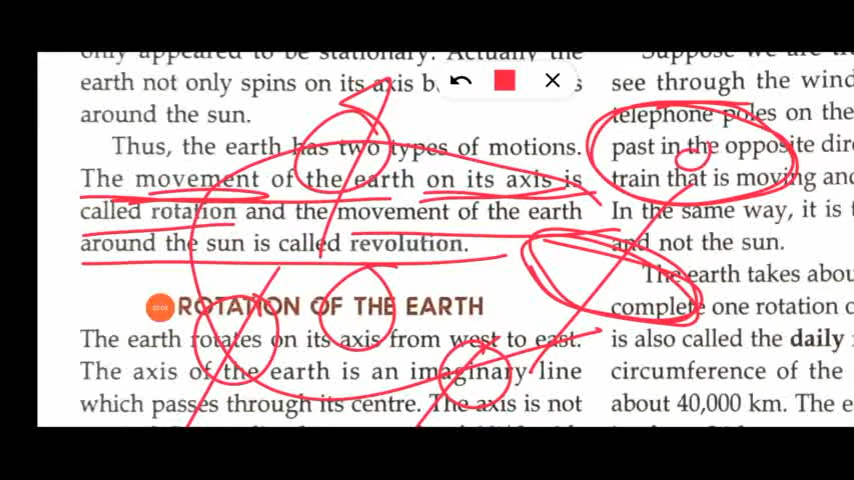 only appeared to be stationary. Actually the
earth not only spins on its axis b
around the sun.
Thus, the earth has two types of motions.
The movement of the earth on its axis is
called rotation and the movement of the earth
around the sun is called revolution.
ROTATION OF THE EARTH
The earth rotates on its axis from west to east.
The axis of the earth is an imaginary line
which passes through its centre. The axis is not
Suppose we are
see through the wind
telephone poles on the
past in the opposite dir
train that is moving and
In the same way, it is
and not the sun.
The earth takes abou
complete one rotation
is also called the daily
circumference of the
about 40,000 km. The e